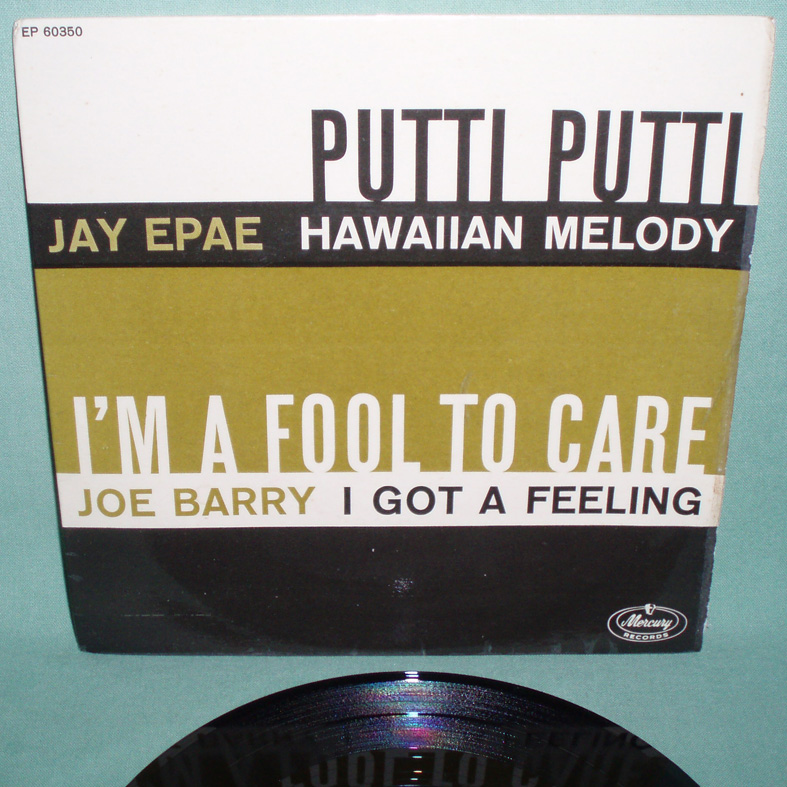 EP 60350
PUTTI PUTTI
JAY EPAE HAWAIIAN MELODY
I'M A FOOL TO CARE
JOE BARRY I GOT A FEELING
Mercury
RECORDS